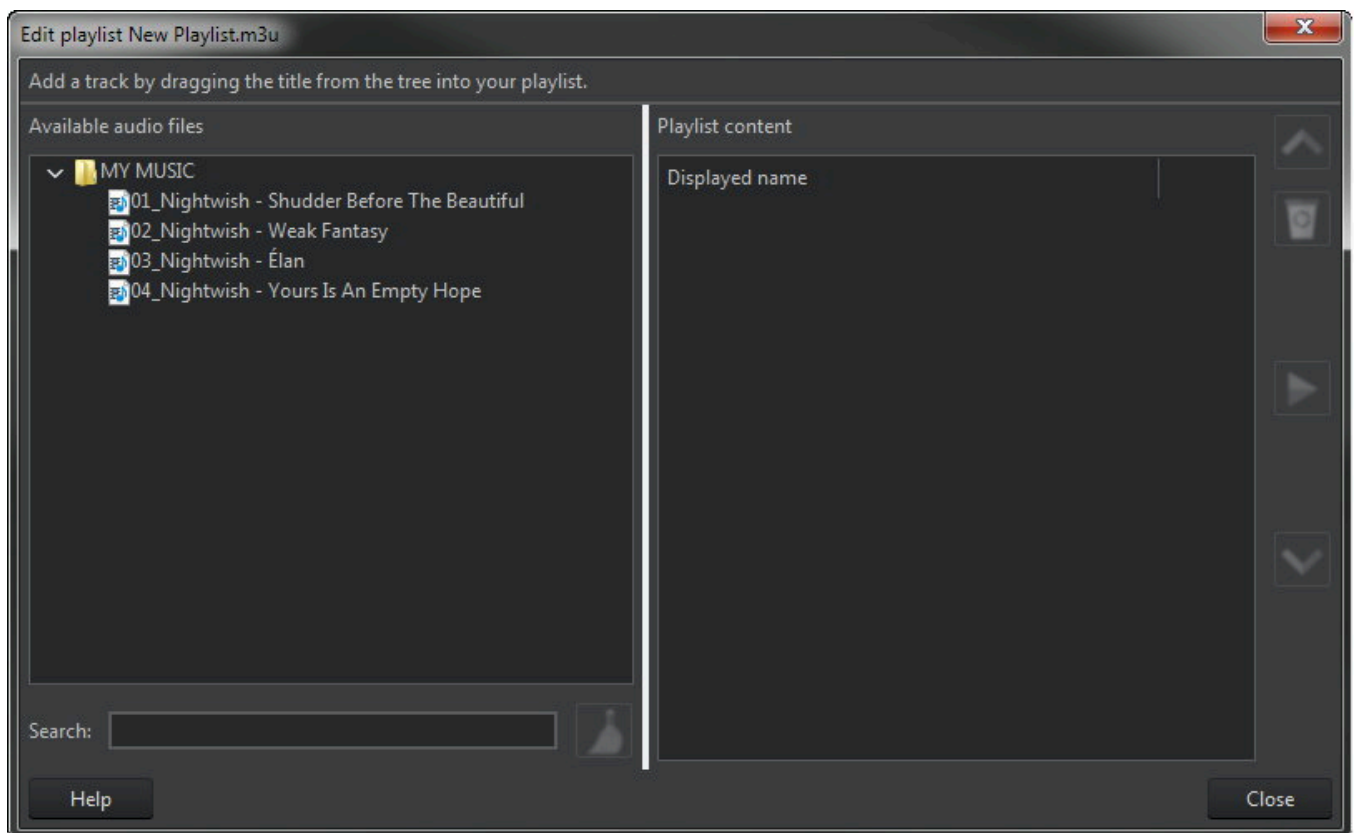 Edit playlist New Playlist.m3u
Add a track by dragging the title from the tree into your playlist.
Available audio files
MY MUSIC
01_Nightwish - Shudder Before The Beautiful
02_Nightwish - Weak Fantasy
03_Nightwish - Élan
04_Nightwish - Yours Is An Empty Hope
Search:
Help
Playlist content
Displayed name
Close